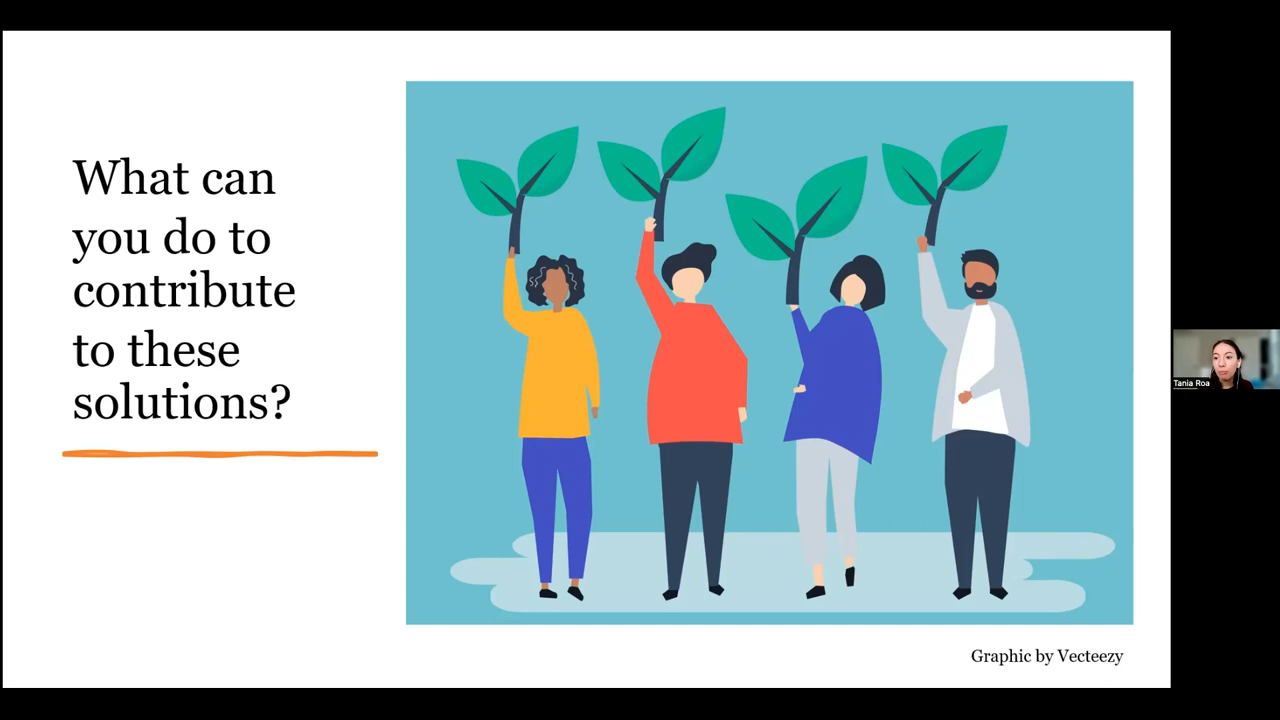 What can
you do to
contribute
to these
solutions?
Tania Roa
Graphic by Vecteezy